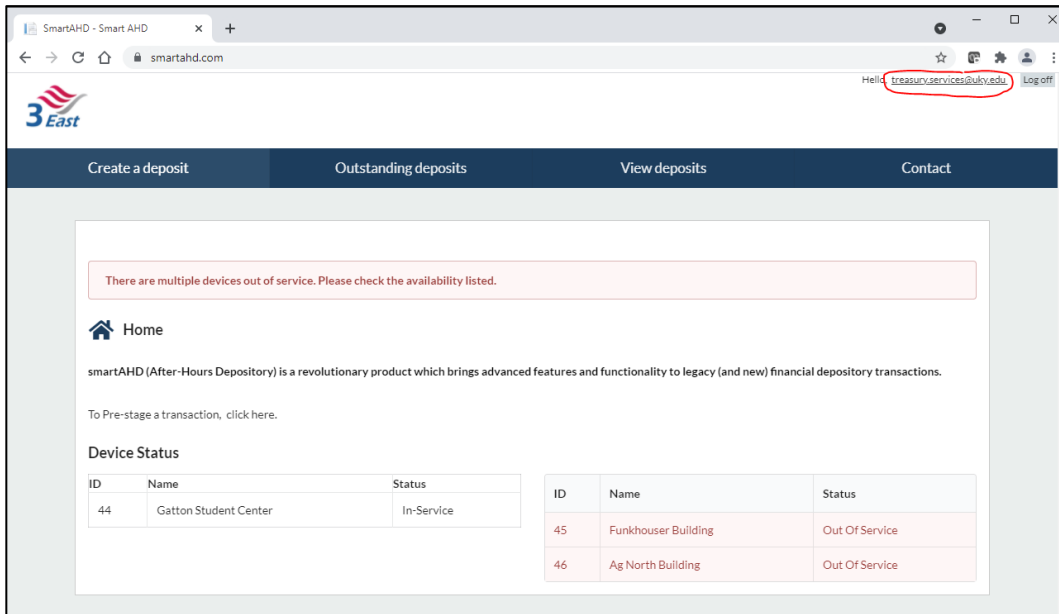 SmartAHD - Smart AHD
smartahd.com
Hello, treasury.services@uky.edu Log off
3 East
Create a deposit Outstanding deposits View deposits Contact
There are multiple devices out of service. Please check the availability listed.
Home
smartAHD (After-Hours Depository) is a revolutionary product which brings advanced features and functionality to legacy (and new) financial depository transactions.
To Pre-stage a transaction, click here.
Device Status
ID Name Status
44 Gatton Student Center In-Service
ID Name Status
45 Funkhouser Building Out Of Service
46 Ag North Building Out Of Service